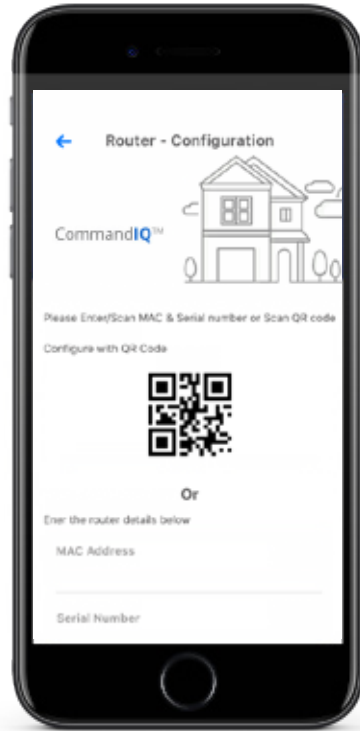 Router - Configuration
CommandIQ™
Please Enter/Scan MAC & Serial number or Scan QR code
Configure with QR Code
Or
Ener the router details below
MAC Address
Serial Number